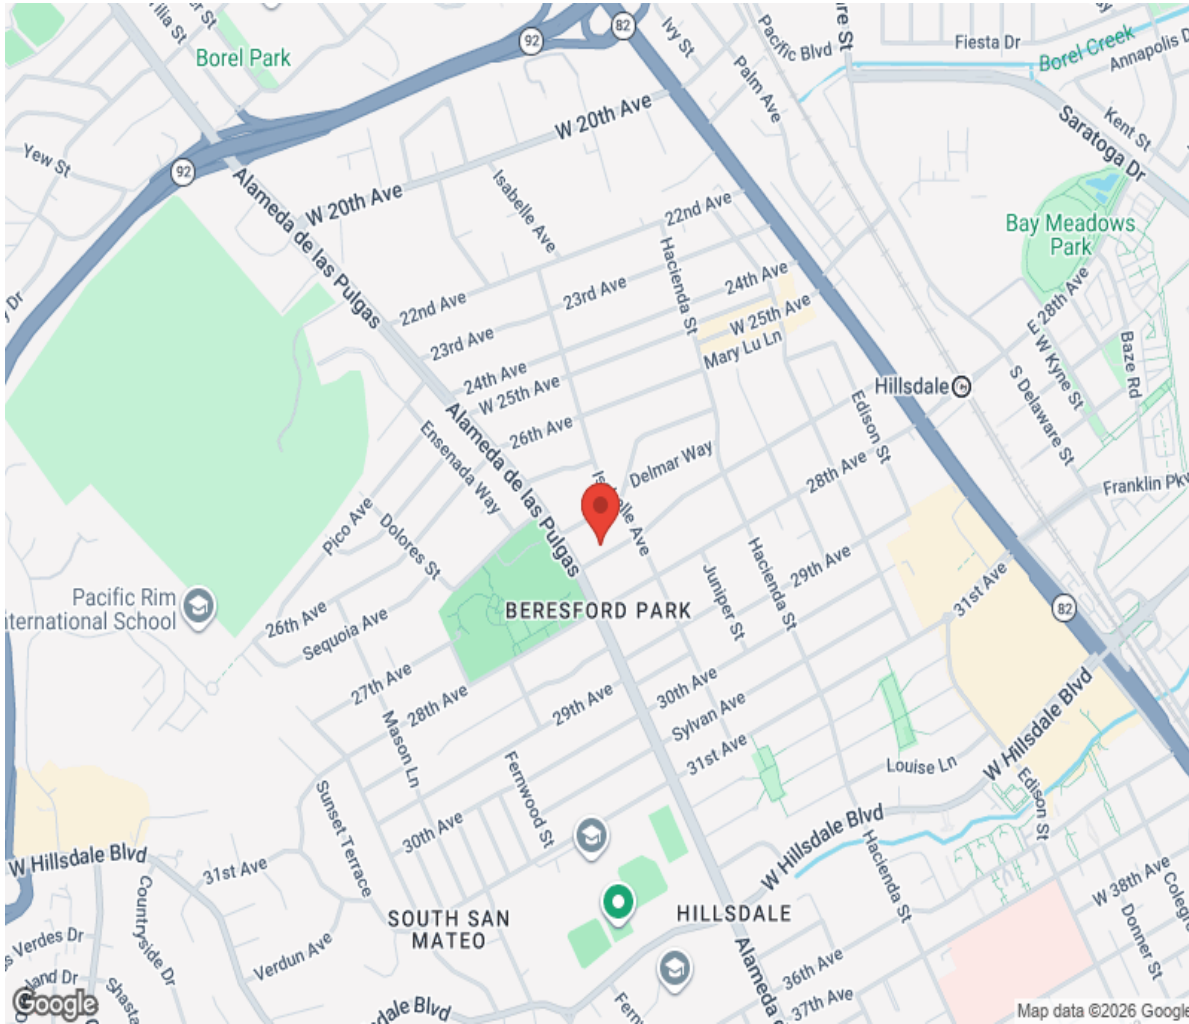 82
92
Ivy St
Pacific Blvd
Fiesta Dr
Borel Creek
Annapolis D
Borel Park
Palm Ave
W 20th Ave
Kent St
Saratoga Dr
Yew St
92
Alameda de las Pulgas
W 20th Ave
Isabelle Ave
22nd Ave
Bay Meadows
Park
Hacienda St
24th Ave
23rd Ave
22nd Ave
E 28th Ave
W 25th Ave
23rd Ave
Mary Lu Ln
Baze Rd
24th Ave
W 25th Ave
Hillsdale
E W Kyne St
S Delaware St
Edison St
Alameda de las Pulgas
Ensenada Way
26th Ave
Delmar Way
28th Ave
Franklin Pkv
Pico Ave
Dolores St
Hacienda St
29th Ave
31st Ave
Juniper St
Pacific Rim
nternational School
BERESFORD PARK
82
26th Ave
Sequoia Ave
27th Ave
28th Ave
29th Ave
30th Ave
Sylvan Ave
31st Ave
W Hillsdale Blvd
Mason Ln
Louise Ln
Fernwood St
Sunset Terrace
Edison St
30th Ave
W Hillsdale Blvd
W Hillsdale Blvd
31st Ave
Hacienda St
W 38th Ave
Countryside Dr
SOUTH SAN
MATEO
HILLSDALE
Donner St
Verdun Ave
36th Ave
37th Ave
Google
Map data ©2026 Google